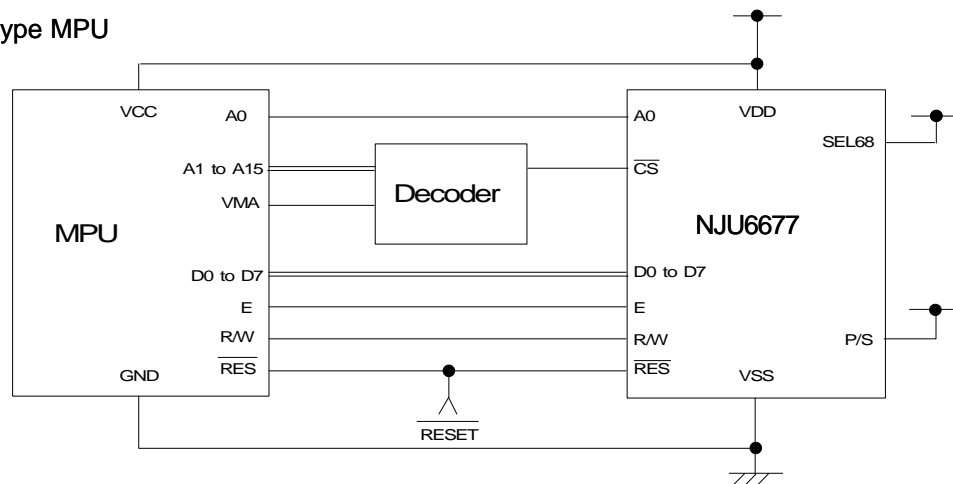 ype MPU
VCC
A0
A1 to A15
VMA
MPU
D0 to D7
E
R/W
RES
GND
Decoder
RESET
A0
VDD
SEL68
CS
NJU6677
D0 to D7
E
R/W
P/S
RES
VSS